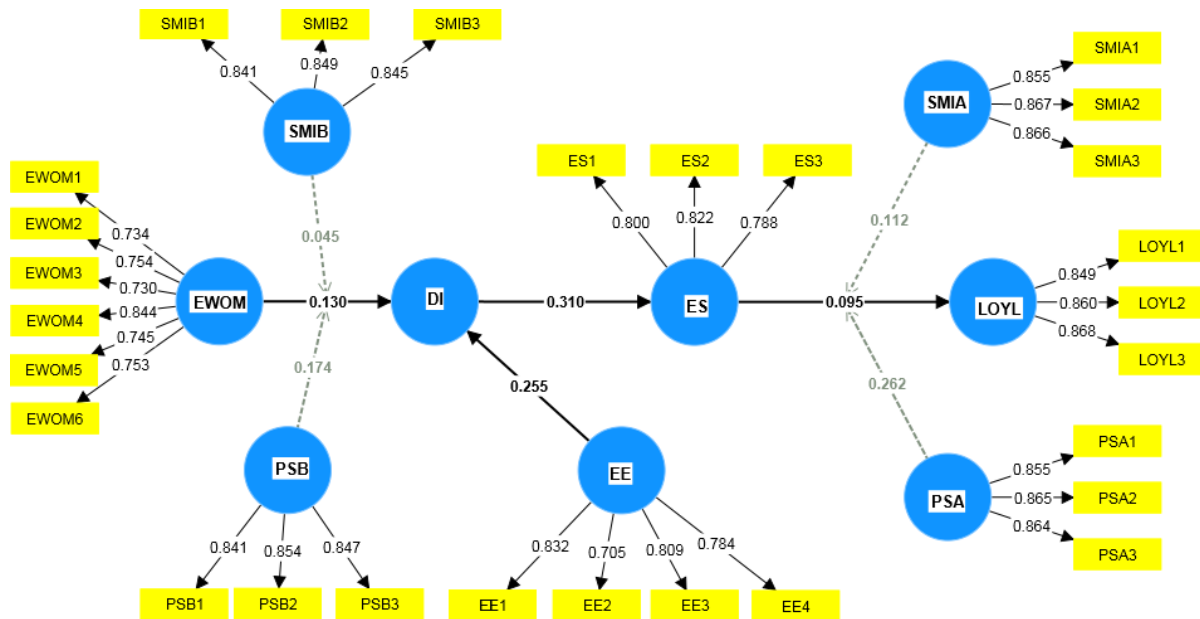 SMIB1
SMIB2
SMIB3
0.841
0.849
0.845
SMIB
SMIA1
SMIA2
SMIA3
0.855
0.867
0.866
SMIA
ES1
ES2
ES3
0.800
0.822
0.788
EWOM1
EWOM2
EWOM3
EWOM4
EWOM5
EWOM6
0.734
0.754
0.730
0.844
0.745
0.753
0.045
0.112
EWOM
0.130
DI
0.310
ES
0.095
LOYL
0.849
0.860
0.868
LOYL1
LOYL2
LOYL3
0.174
0.255
0.262
PSB
EE
PSA
0.855
0.865
0.864
PSA1
PSA2
PSA3
0.841
0.854
0.847
0.832
0.705
0.809
0.784
PSB1
PSB2
PSB3
EE1
EE2
EE3
EE4